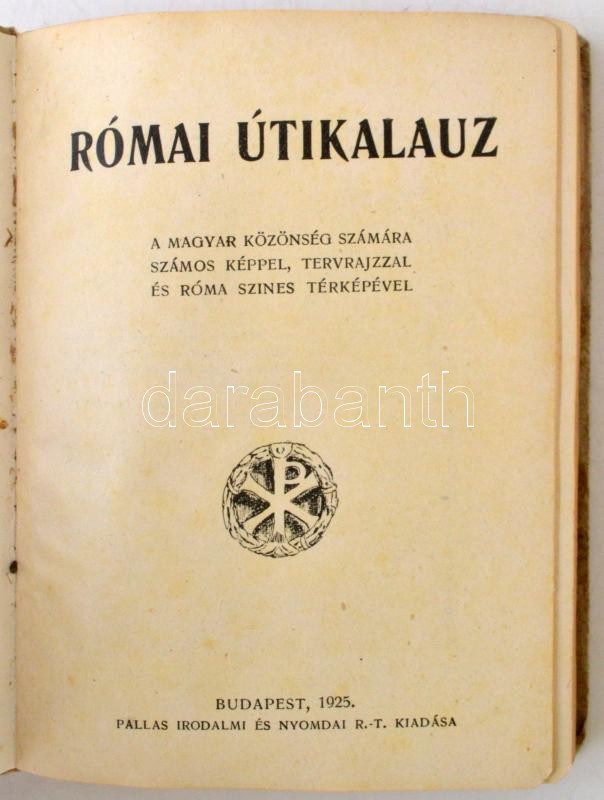 RÓMAI ÚTIKALAUZ
A MAGYAR KÖZÖNSÉG SZÁMÁRA
SZÁMOS KÉPPEL, TERVRAJZZAL
ÉS RÓMA SZINES TÉRKÉPÉVEL
darabanth
BUDAPEST, 1925.
PALLAS IRODALMI ÉS NYOMDAI R.-T. KIADÁSA